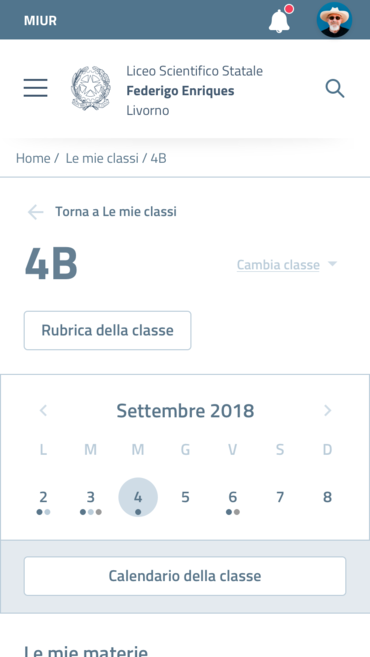 MIUR
Liceo Scientifico Statale
Federigo Enriques
Livorno
Home / Le mie classi / 4B
Torna a Le mie classi
4B
Cambia classe
Rubrica della classe
Settembre 2018
L M M G V S D
2 3 4 5 6 7 8
Calendario della classe
Le mie materie